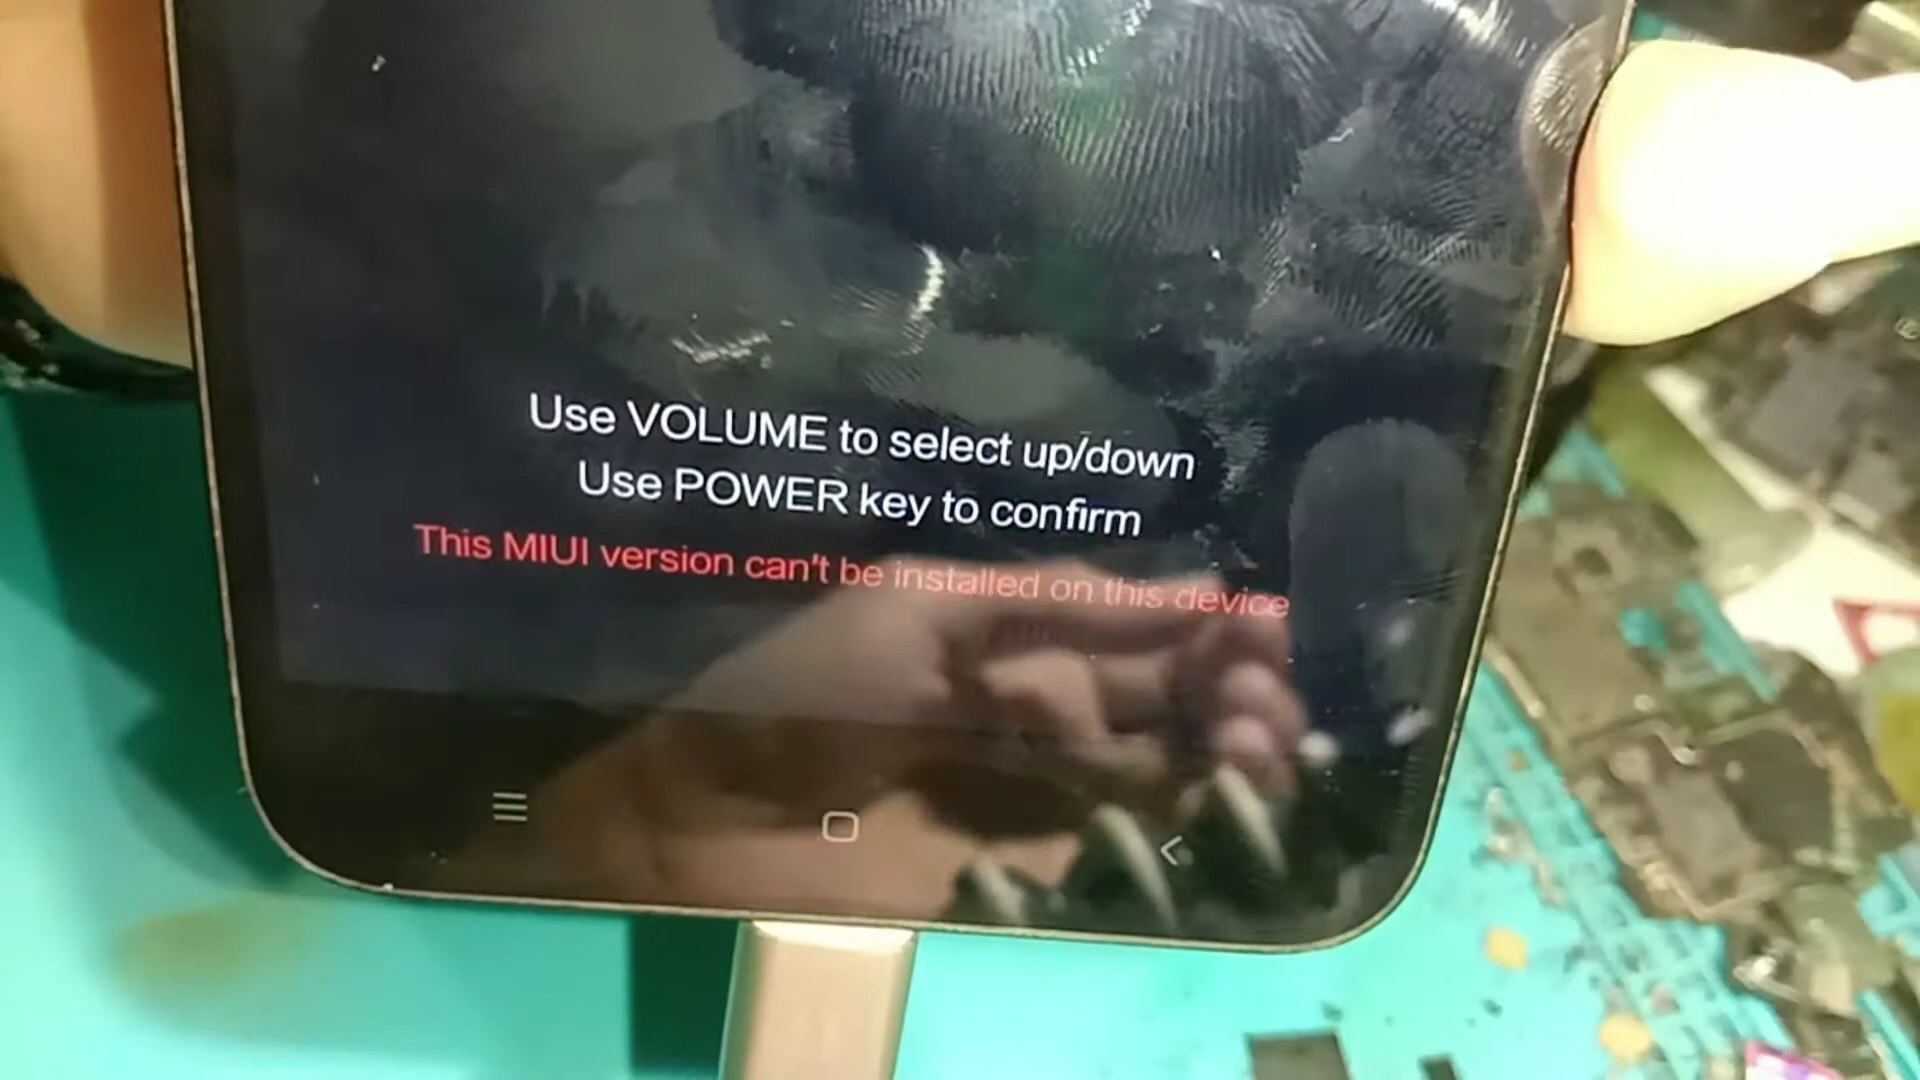 Use VOLUME to select up/down
Use POWER key to confirm
This MIUI version can't be installed on this device